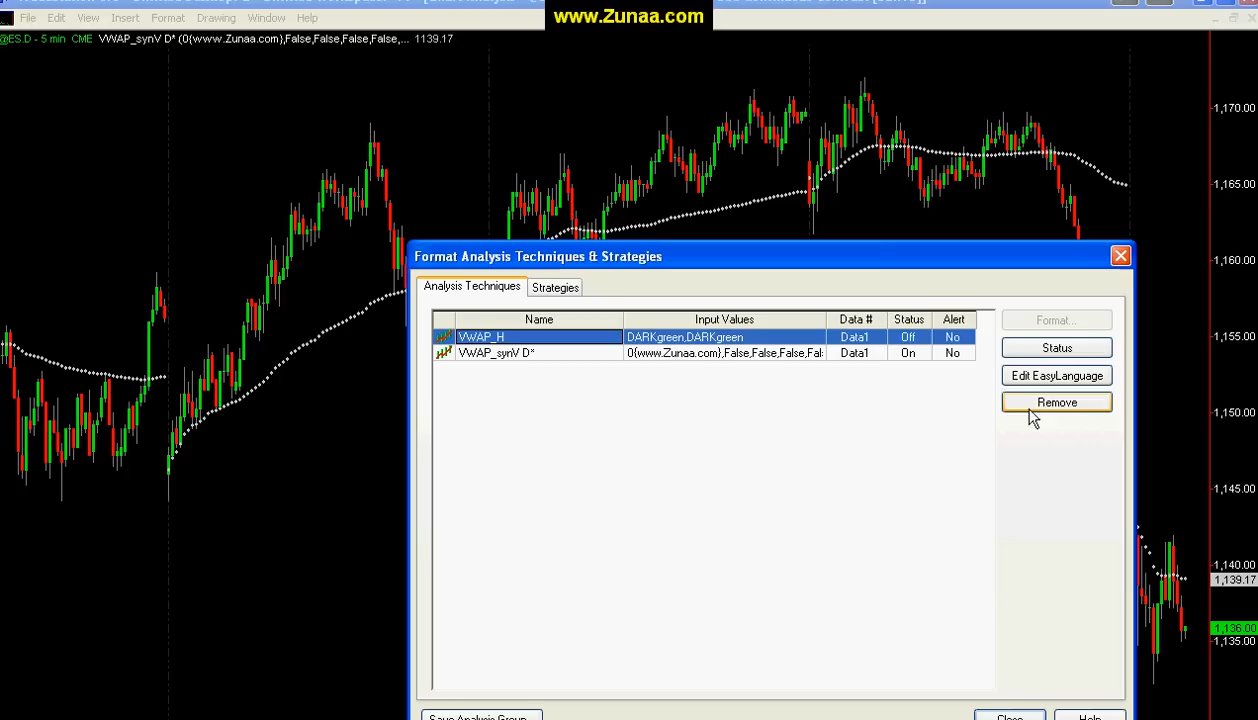 www.Zunaa.com
File Edit View Insert Format Drawing Window Help
@ES.D - 5 min CME VWAP_synV D* (0{www.Zunaa.com},False,False,False,False,... 1139.17
1,170.00
1,165.00
1,160.00
1,155.00
1,150.00
1,145.00
1,140.00
1,139.17
1,136.00
1,135.00
Format Analysis Techniques & Strategies
Analysis Techniques Strategies
Name Input Values Data # Status Alert
VWAP_H DARKgreen,DARKgreen Data1 Off No
VWAP_synV D* 0{www.Zunaa.com},False,False,False,Fal: Data1 On No
Format...
Status
Edit EasyLanguage
Remove
Save Analysis Group... Close Help